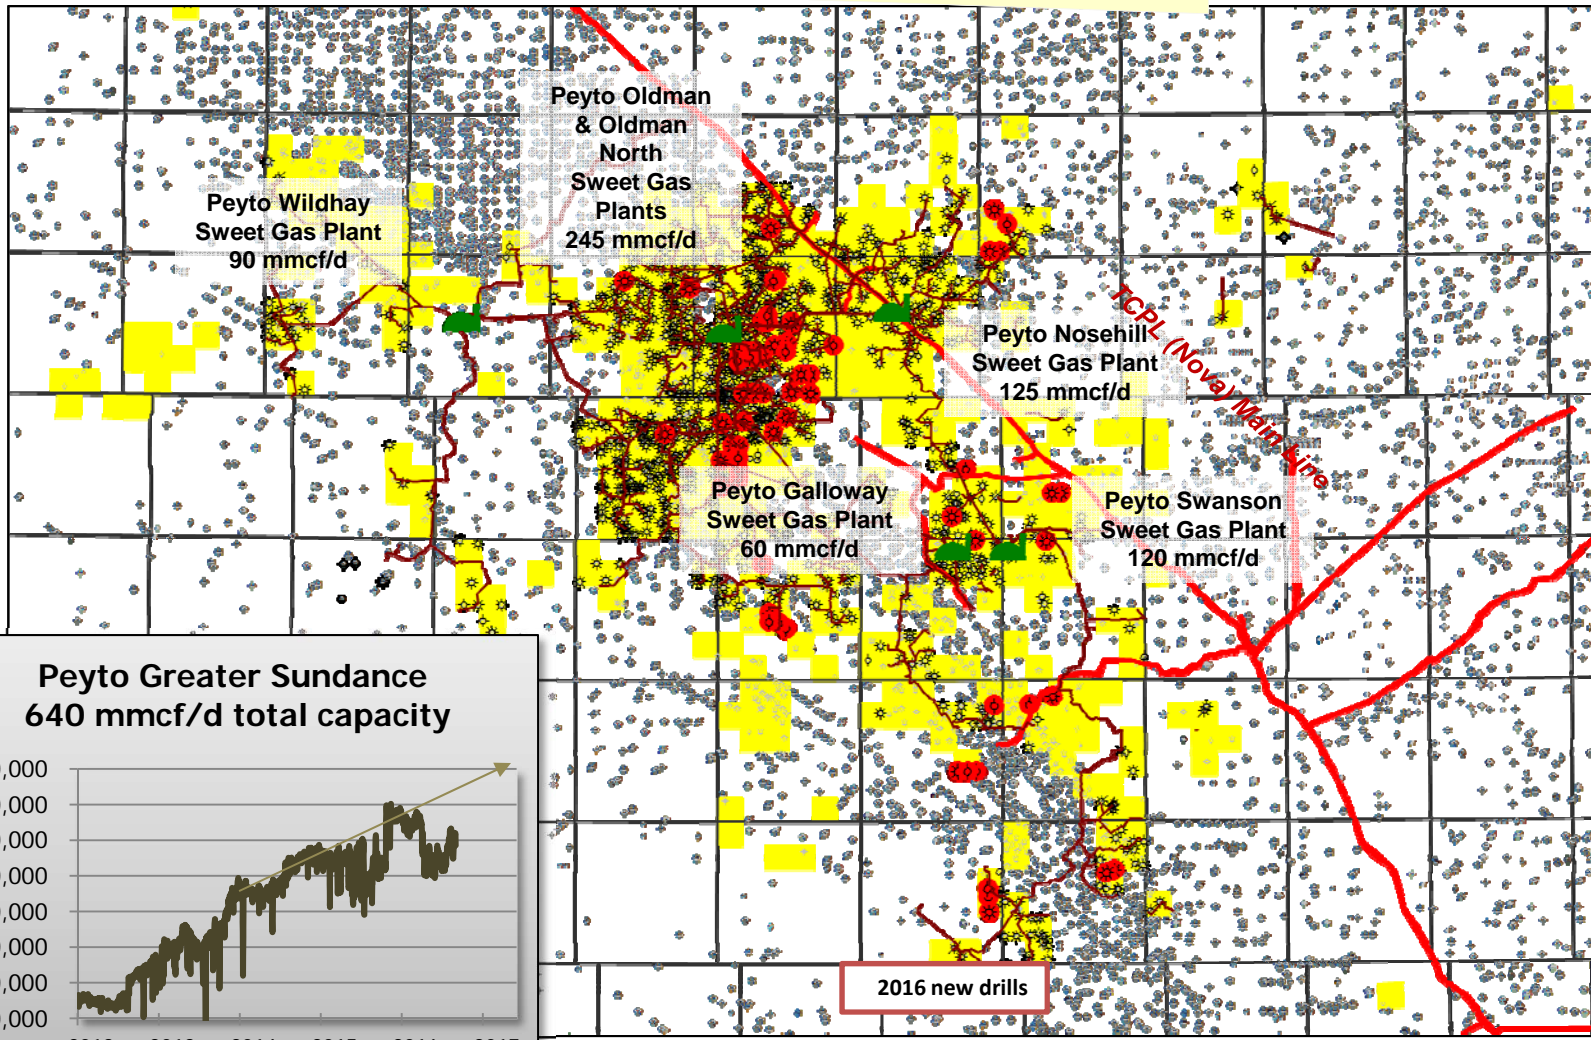 Peyto Oldman
& Oldman
North
Sweet Gas
Plants
245 mmcf/d
Peyto Wildhay
Sweet Gas Plant
90 mmcf/d
TCPL (Nova) Main Line
Peyto Nosehill
Sweet Gas Plant
125 mmcf/d
Peyto Galloway
Sweet Gas Plant
60 mmcf/d
Peyto Swanson
Sweet Gas Plant
120 mmcf/d
Peyto Greater Sundance
640 mmcf/d total capacity
2016 new drills